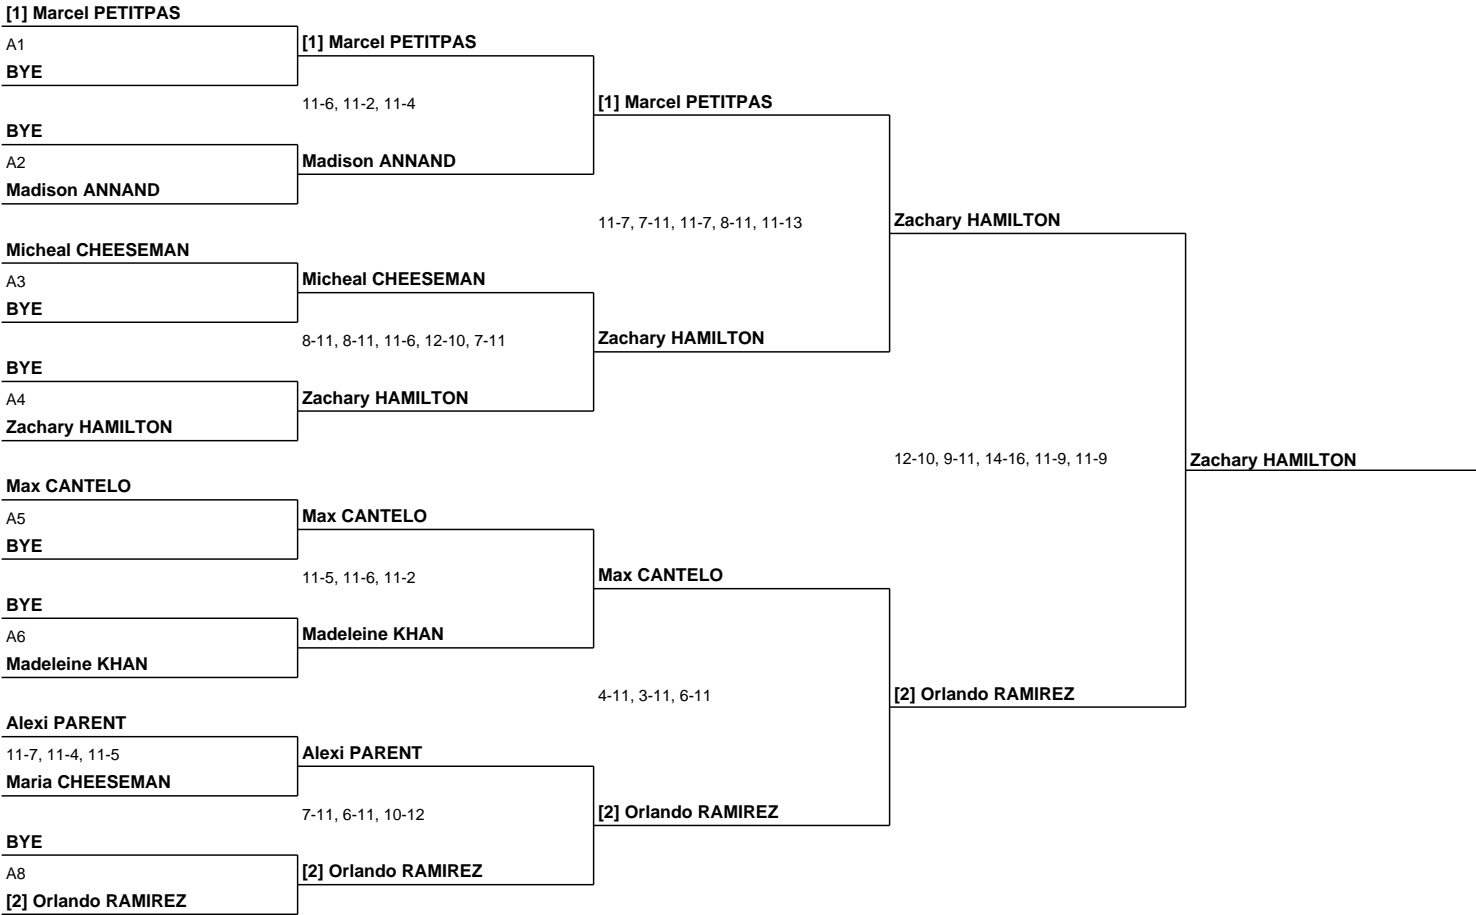 [1] Marcel PETITPAS
A1
BYE
BYE
A2
Madison ANNAND
Micheal CHEESEMAN
A3
BYE
BYE
A4
Zachary HAMILTON
Max CANTELO
A5
BYE
BYE
A6
Madeleine KHAN
Alexi PARENT
11-7, 11-4, 11-5
Maria CHEESEMAN
BYE
A8
[2] Orlando RAMIREZ
[1] Marcel PETITPAS
11-6, 11-2, 11-4
Madison ANNAND
Micheal CHEESEMAN
8-11, 8-11, 11-6, 12-10, 7-11
Zachary HAMILTON
Max CANTELO
11-5, 11-6, 11-2
Madeleine KHAN
Alexi PARENT
7-11, 6-11, 10-12
[2] Orlando RAMIREZ
[1] Marcel PETITPAS
11-7, 7-11, 11-7, 8-11, 11-13
Zachary HAMILTON
Max CANTELO
4-11, 3-11, 6-11
[2] Orlando RAMIREZ
Zachary HAMILTON
12-10, 9-11, 14-16, 11-9, 11-9
[2] Orlando RAMIREZ
Zachary HAMILTON